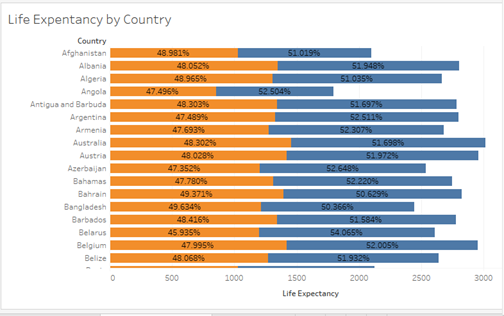 Life Expentancy by Country
Country
Afghanistan 48.981% 51.019%
Albania 48.052% 51.948%
Algeria 48.965% 51.035%
Angola 47.496% 52.504%
Antigua and Barbuda 48.303% 51.697%
Argentina 47.489% 52.511%
Armenia 47.693% 52.307%
Australia 48.302% 51.698%
Austria 48.028% 51.972%
Azerbaijan 47.352% 52.648%
Bahamas 47.780% 52.220%
Bahrain 49.371% 50.629%
Bangladesh 49.634% 50.366%
Barbados 48.416% 51.584%
Belarus 45.935% 54.065%
Belgium 47.995% 52.005%
Belize 48.068% 51.932%
0 500 1000 1500 2000 2500 3000
Life Expectancy